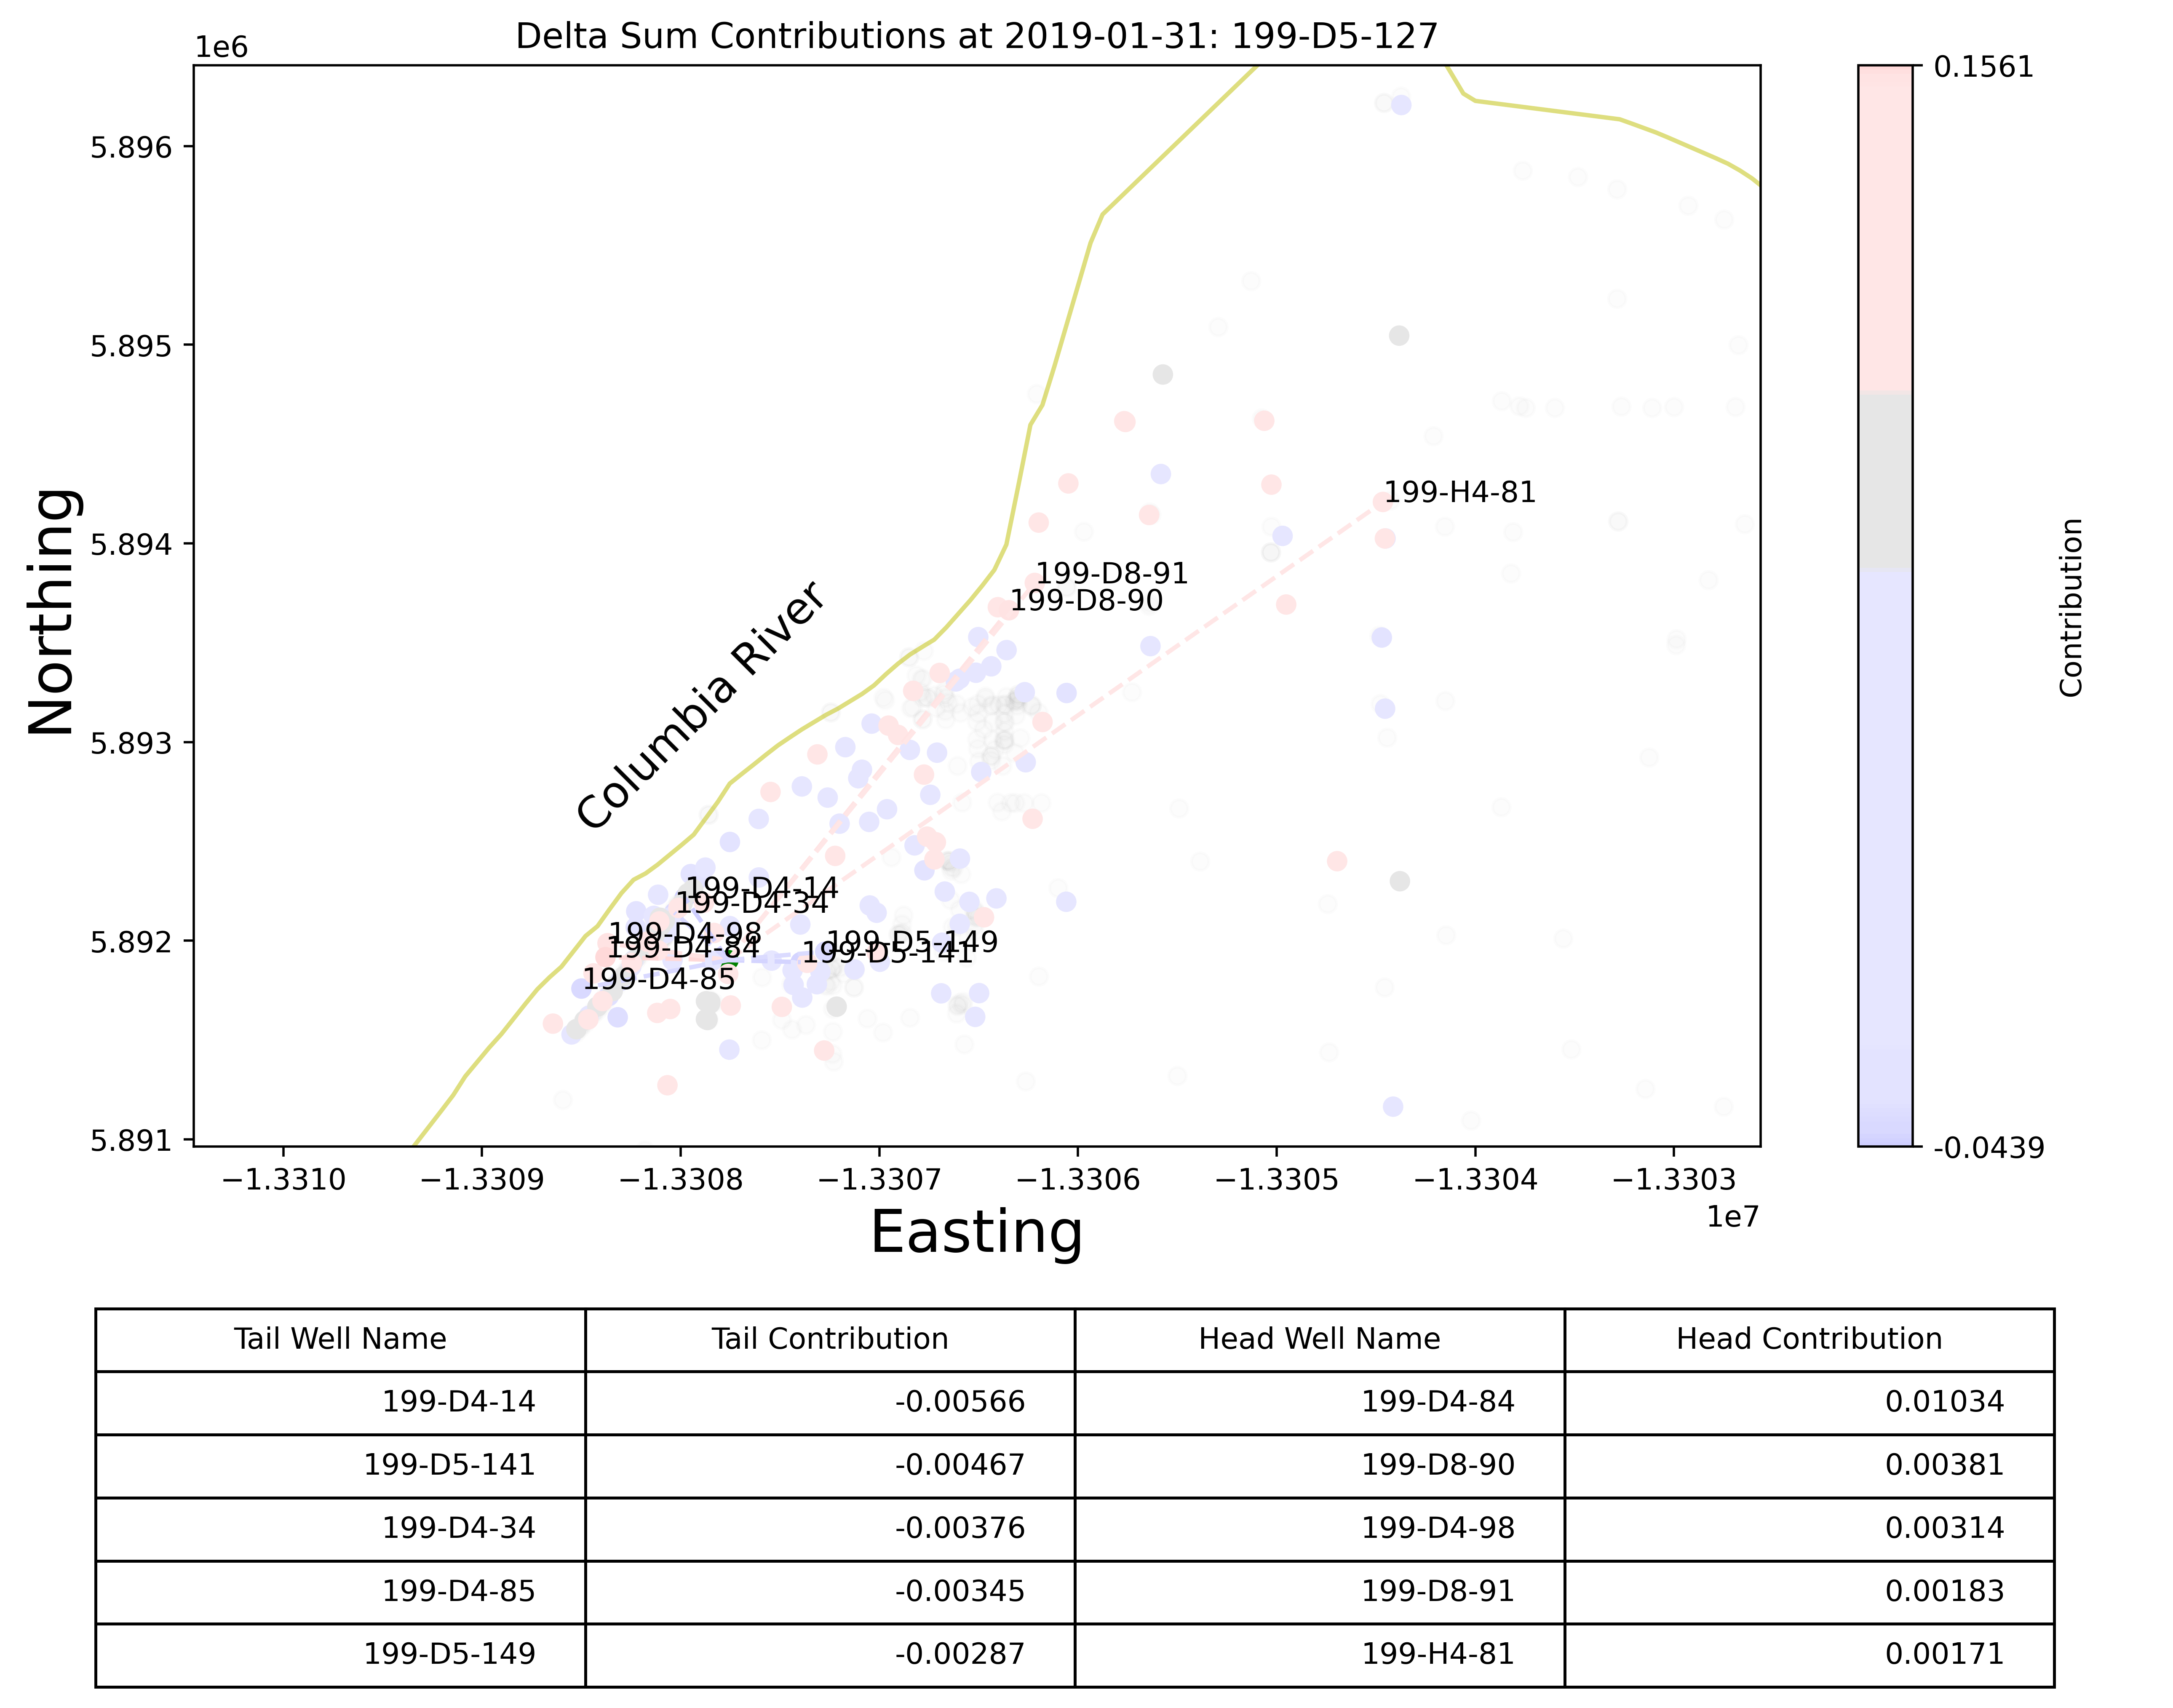 Delta Sum Contributions at 2019-01-31: 199-D5-127
1e6
0.1561
5.896
5.895
5.894
5.893
5.892
5.891
Northing
Columbia River
199-H4-81
199-D8-91
199-D8-90
199-D4-14
199-D4-34
199-D4-98
199-D4-84
199-D4-85
199-D5-149
199-D5-141
Contribution
-0.0439
−1.3310 −1.3309 −1.3308 −1.3307 −1.3306 −1.3305 −1.3304 −1.3303
1e7
Easting
Tail Well Name Tail Contribution Head Well Name Head Contribution
199-D4-14 -0.00566 199-D4-84 0.01034
199-D5-141 -0.00467 199-D8-90 0.00381
199-D4-34 -0.00376 199-D4-98 0.00314
199-D4-85 -0.00345 199-D8-91 0.00183
199-D5-149 -0.00287 199-H4-81 0.00171